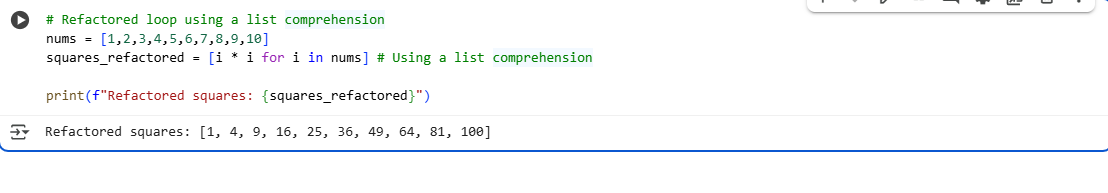 # Refactored loop using a list comprehension
nums = [1,2,3,4,5,6,7,8,9,10]
squares_refactored = [i * i for i in nums] # Using a list comprehension
print(f"Refactored squares: {squares_refactored}")
Refactored squares: [1, 4, 9, 16, 25, 36, 49, 64, 81, 100]